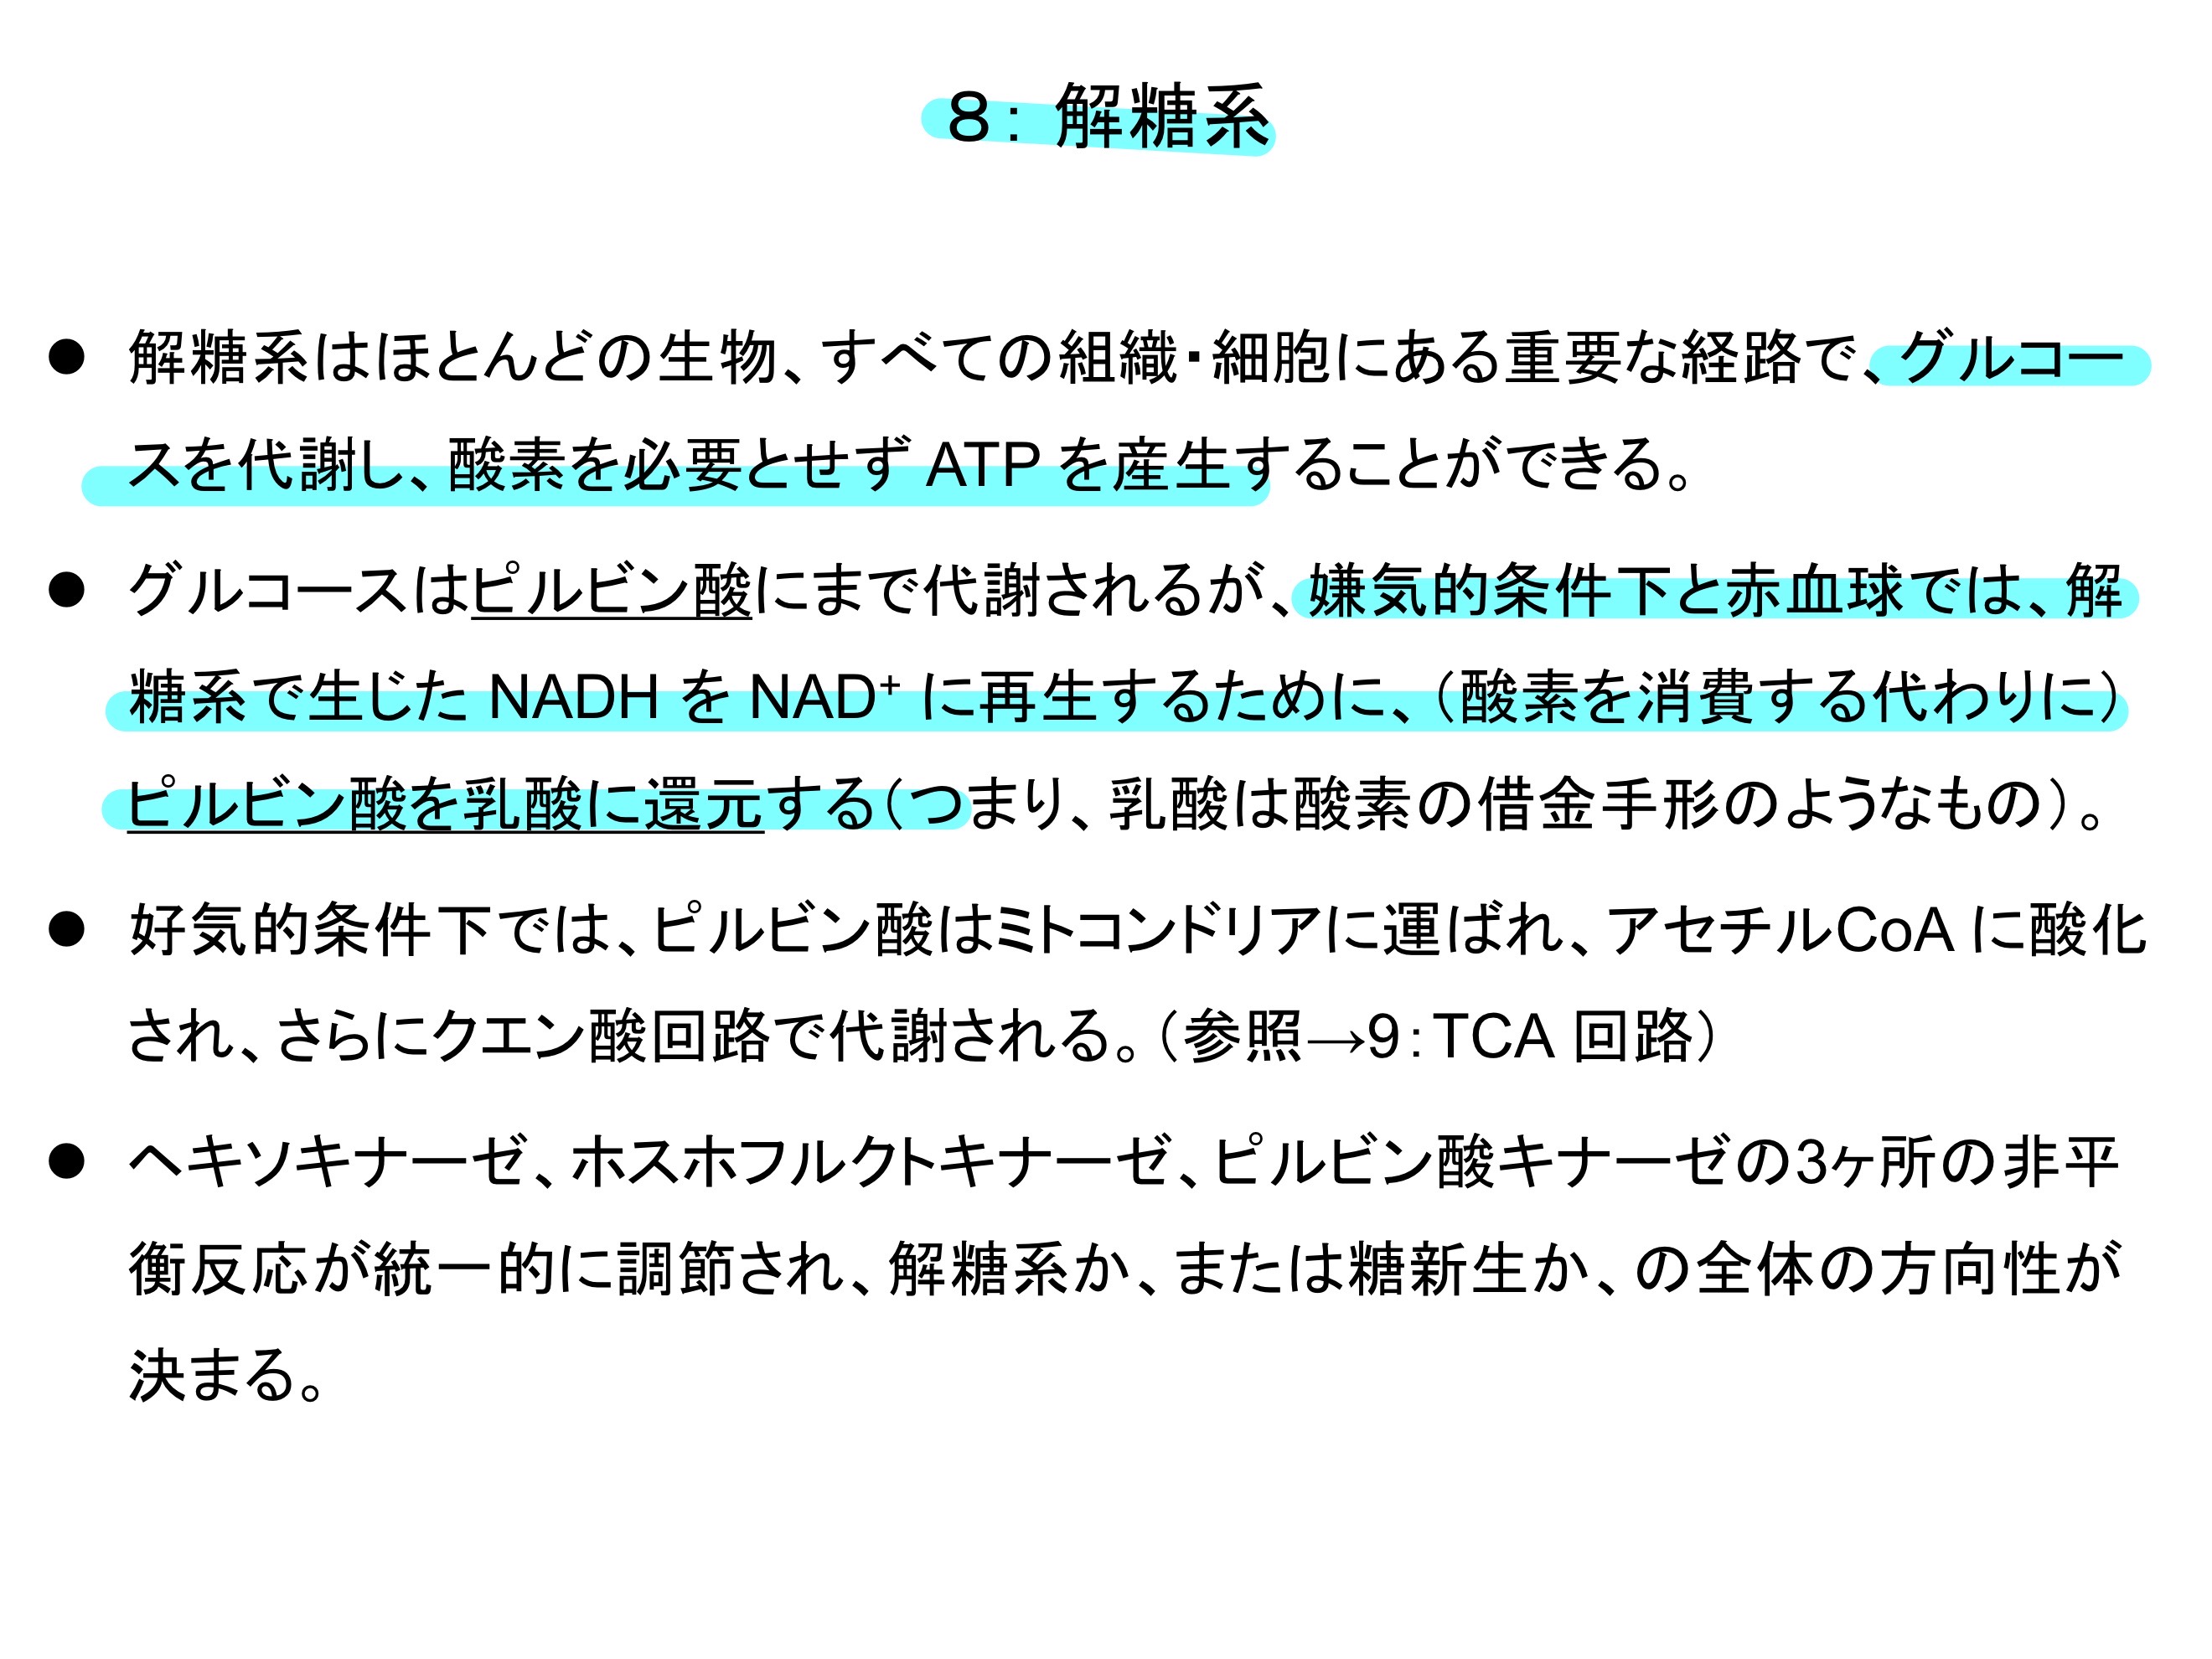 ８： 解糖系
● 解糖系はほとんどの生物、すべての組織・細胞にある重要な経路で、グルコー
スを代謝し、酸素を必要とせず ATP を産生することができる。
● グルコースはピルビン酸にまで代謝されるが、嫌気的条件下と赤血球では、解
糖系で生じた NADH を NAD⁺ に再生するために、（酸素を消費する代わりに）
ピルビン酸を乳酸に還元する（つまり、乳酸は酸素の借金手形のようなもの）。
● 好気的条件下では、ピルビン酸はミトコンドリアに運ばれ、アセチルCoA に酸化
され、さらにクエン酸回路で代謝される。（参照→9：TCA 回路）
● ヘキソキナーゼ、ホスホフルクトキナーゼ、ピルビン酸キナーゼの3ヶ所の非平
衡反応が統一的に調節され、解糖系か、または糖新生か、の全体の方向性が
決まる。